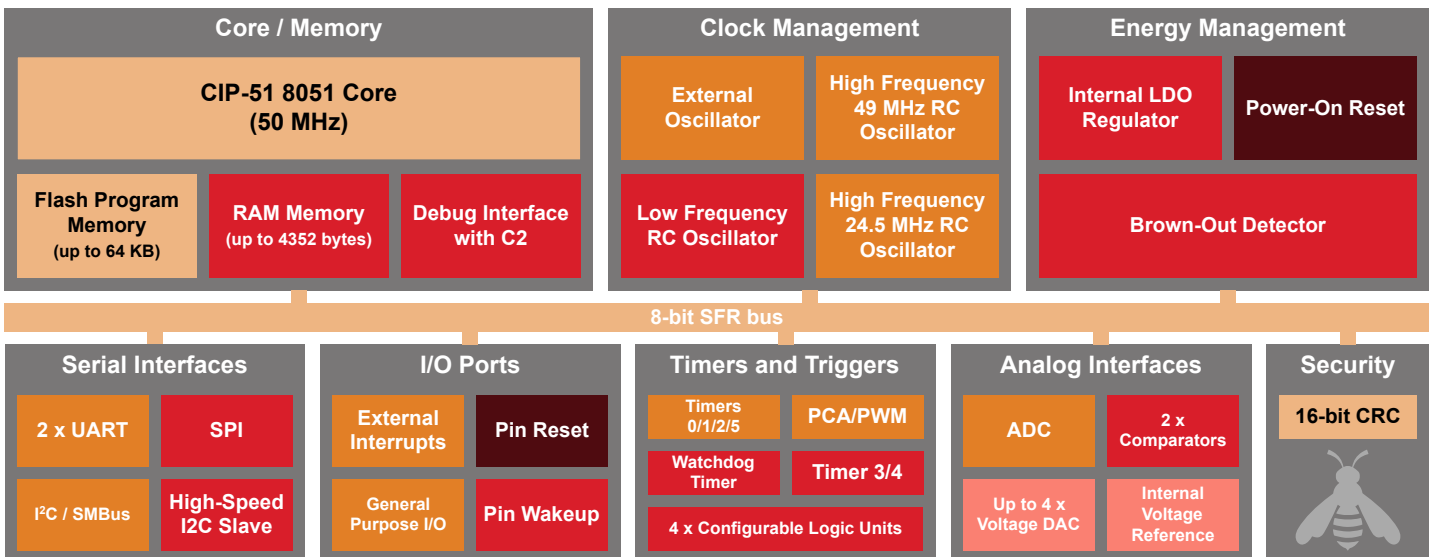 Core / Memory
CIP-51 8051 Core
(50 MHz)
Flash Program
Memory
(up to 64 KB)
RAM Memory
(up to 4352 bytes)
Debug Interface
with C2
Clock Management
External
Oscillator
High Frequency
49 MHz RC
Oscillator
Low Frequency
RC Oscillator
High Frequency
24.5 MHz RC
Oscillator
Energy Management
Internal LDO
Regulator
Power-On Reset
Brown-Out Detector
8-bit SFR bus
Serial Interfaces
2 x UART
SPI
I²C / SMBus
High-Speed
I2C Slave
I/O Ports
External
Interrupts
Pin Reset
General
Purpose I/O
Pin Wakeup
Timers and Triggers
Timers
0/1/2/5
PCA/PWM
Watchdog
Timer
Timer 3/4
4 x Configurable Logic Units
Analog Interfaces
ADC
2 x
Comparators
Up to 4 x
Voltage DAC
Internal
Voltage
Reference
Security
16-bit CRC